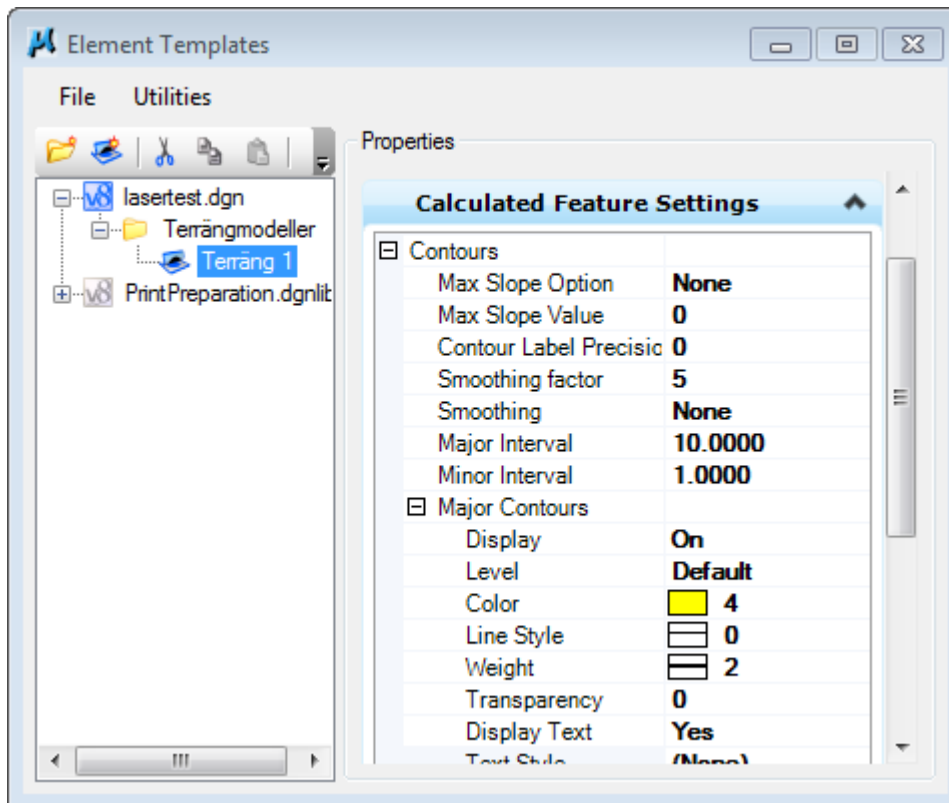 Element Templates
File Utilities
Properties
lasertest.dgn
Terrängmodeller
Terräng 1
PrintPreparation.dgnlib
Calculated Feature Settings
Contours
Max Slope Option None
Max Slope Value 0
Contour Label Precisio 0
Smoothing factor 5
Smoothing None
Major Interval 10.0000
Minor Interval 1.0000
Major Contours
Display On
Level Default
Color 4
Line Style 0
Weight 2
Transparency 0
Display Text Yes
Text Style (None)